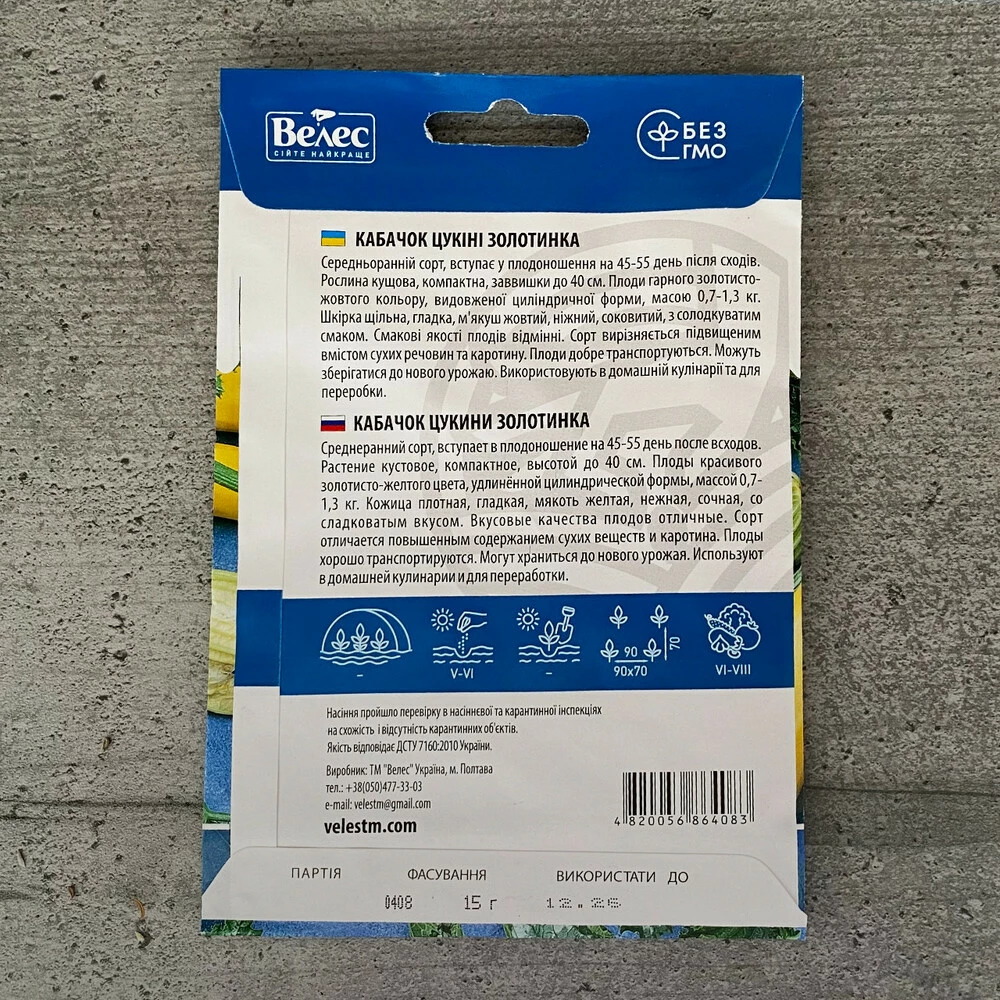 Велес
СІЙТЕ НАЙКРАЩЕ
БЕЗ
ГМО
КАБАЧОК ЦУКІНІ ЗОЛОТИНКА
Середньоранній сорт, вступає у плодоношення на 45-55 день після сходів.
Рослина кущова, компактна, заввишки до 40 см. Плоди гарного золотисто-
жовтого кольору, видовженої циліндричної форми, масою 0,7-1,3 кг.
Шкірка щільна, гладка, м'якуш жовтий, ніжний, соковитий, з солодкуватим
смаком. Смакові якості плодів відмінні. Сорт вирізняється підвищеним
вмістом сухих речовин та каротину. Плоди добре транспортуються. Можуть
зберігатися до нового урожаю. Використовують в домашній кулінарії та для
переробки.
КАБАЧОК ЦУКИНИ ЗОЛОТИНКА
Среднеранний сорт, вступает в плодоношение на 45-55 день после всходов.
Растение кустовое, компактное, высотой до 40 см. Плоды красивого
золотисто-желтого цвета, удлинённой цилиндрической формы, массой 0,7-
1,3 кг. Кожица плотная, гладкая, мякоть желтая, нежная, сочная, со
сладковатым вкусом. Вкусовые качества плодов отличные. Сорт
отличается повышенным содержанием сухих веществ и каротина. Плоды
хорошо транспортируются. Могут храниться до нового урожая. Используют
в домашней кулинарии и для переработки.
90 70
– V-VI – 90x70 VI-VIII
Насіння пройшло перевірку в насіннєвої та карантинної інспекціях
на схожість і відсутність карантинних об'єктів.
Якість відповідає ДСТУ 7160:2010 України.
Виробник: ТМ "Велес" Україна, м. Полтава
тел.: +38(050)477-33-03
e-mail: velestm@gmail.com
velestm.com
4 820056 864083
ПАРТІЯ ФАСУВАННЯ ВИКОРИСТАТИ ДО
0408 15 г 12.26